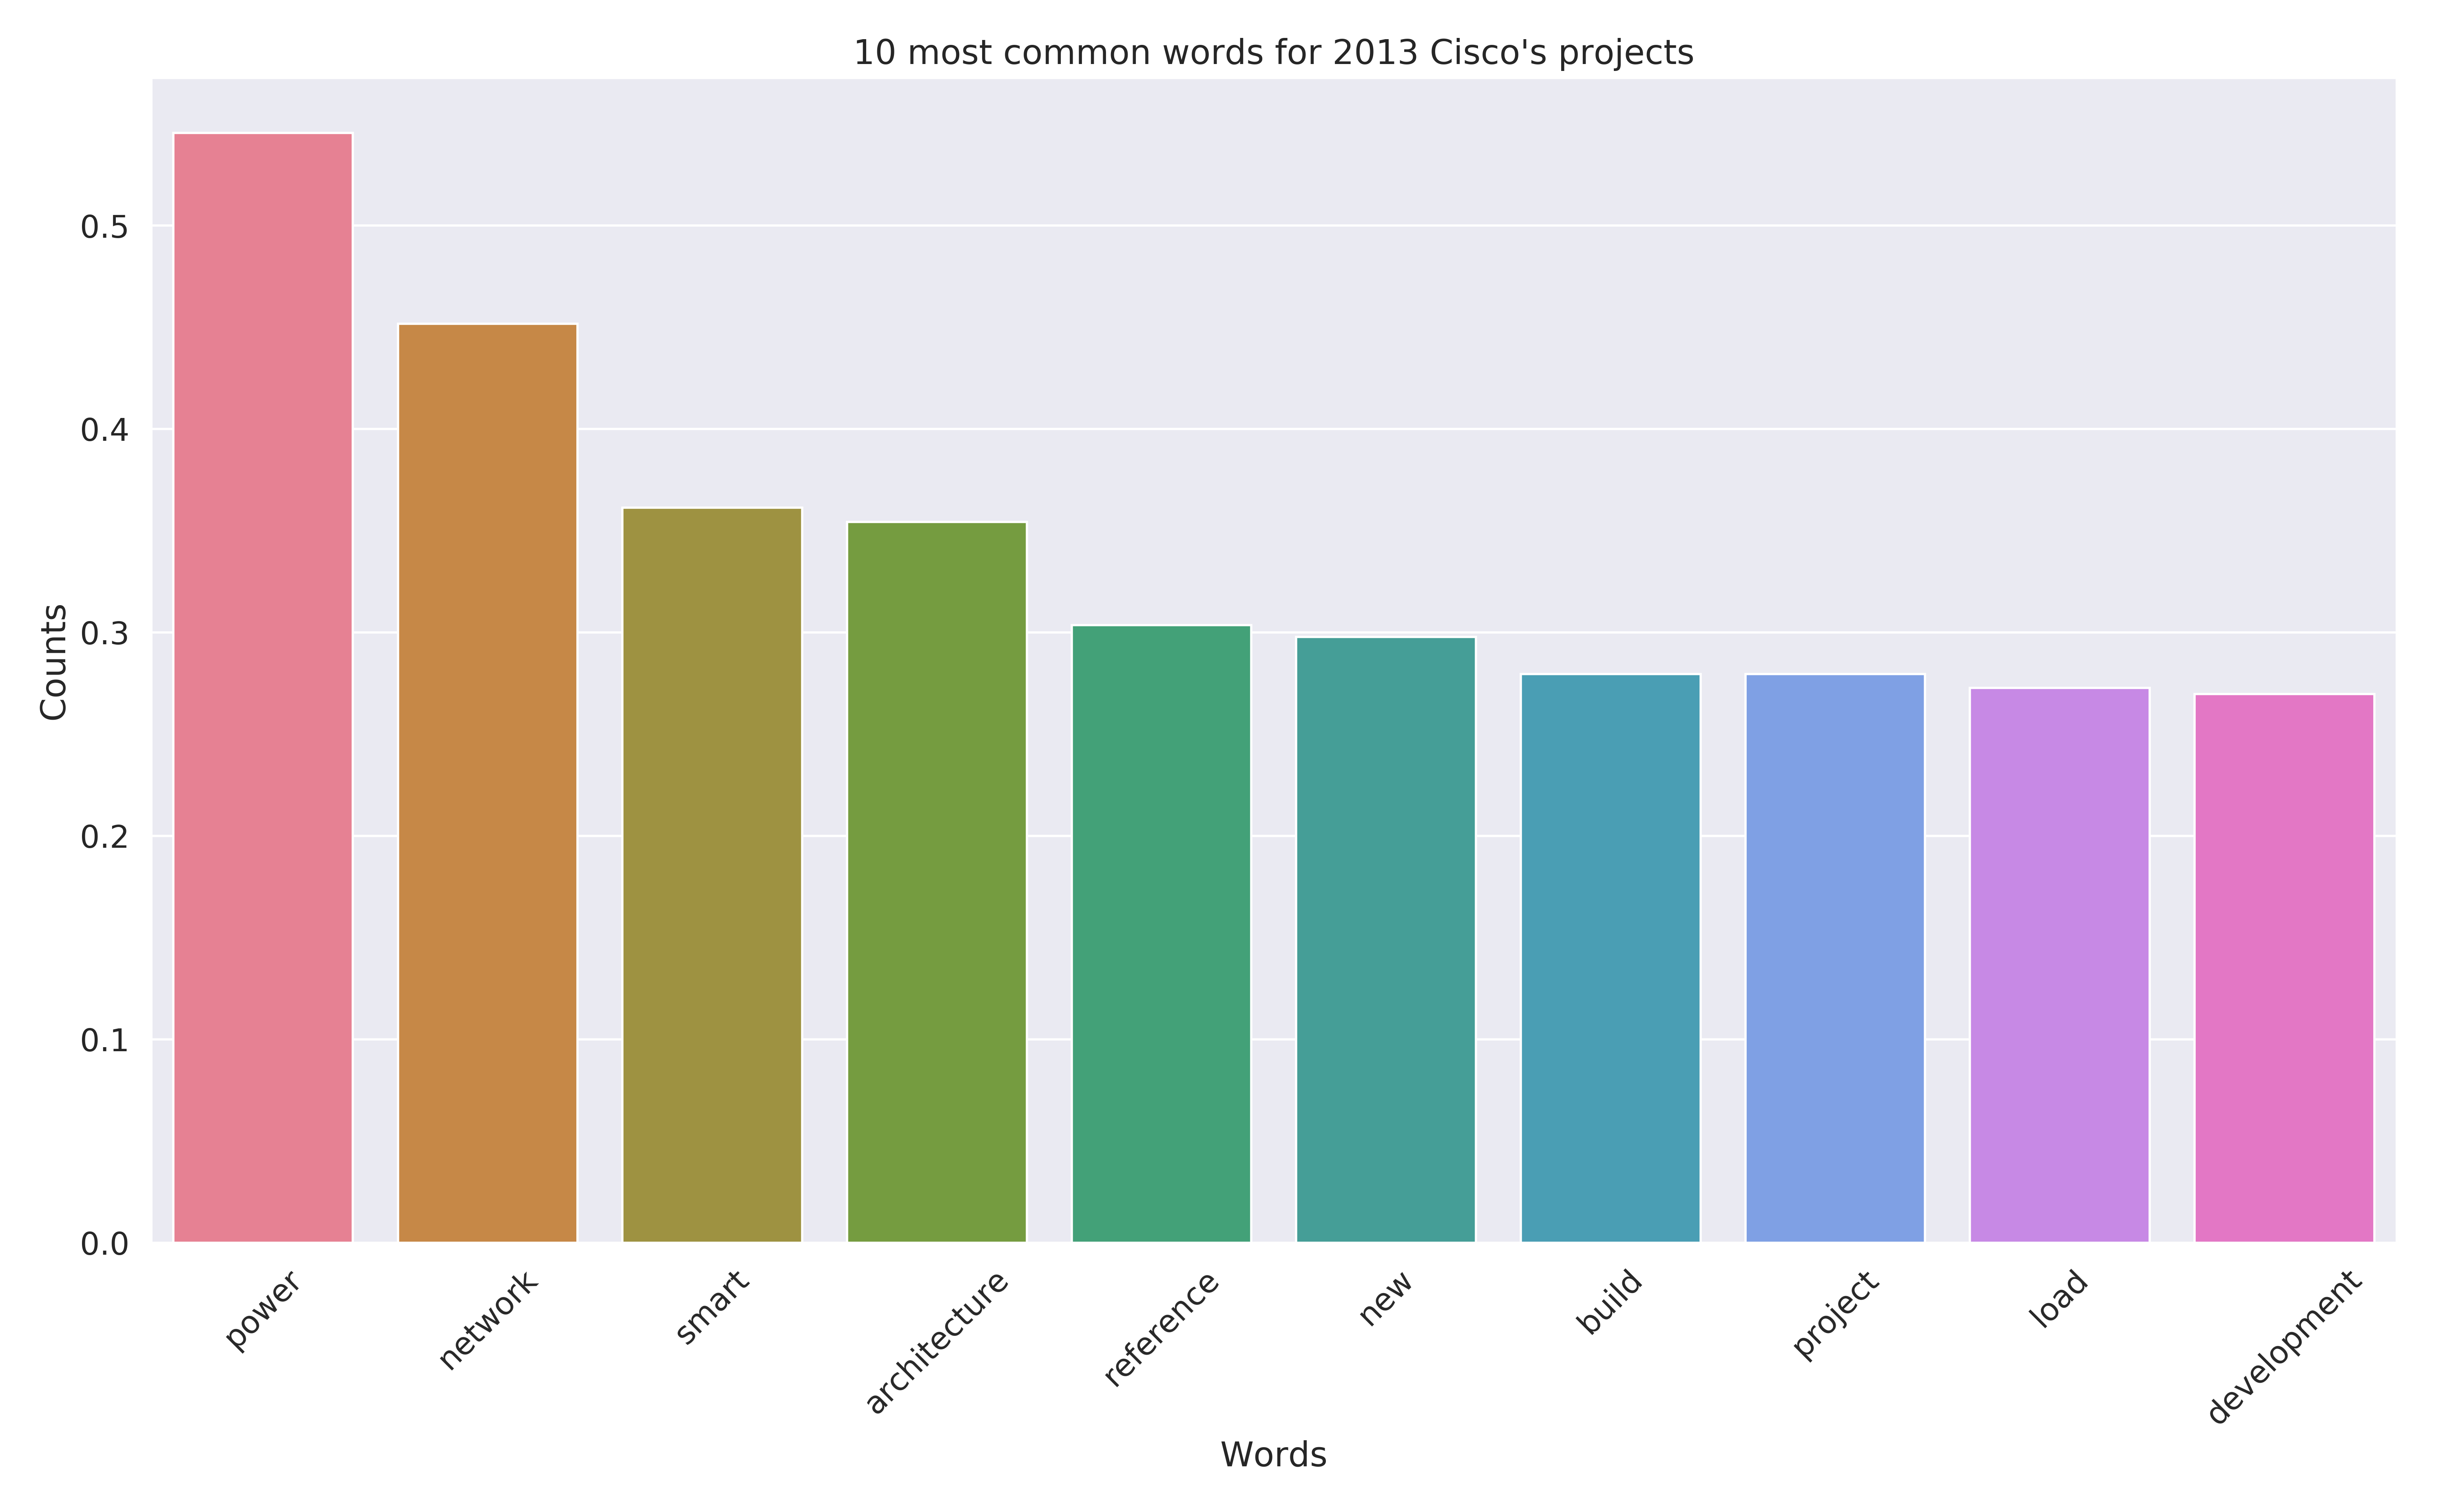 10 most common words for 2013 Cisco's projects
Counts
0.5
0.4
0.3
0.2
0.1
0.0
power
network
smart
architecture
reference
new
build
project
load
development
Words